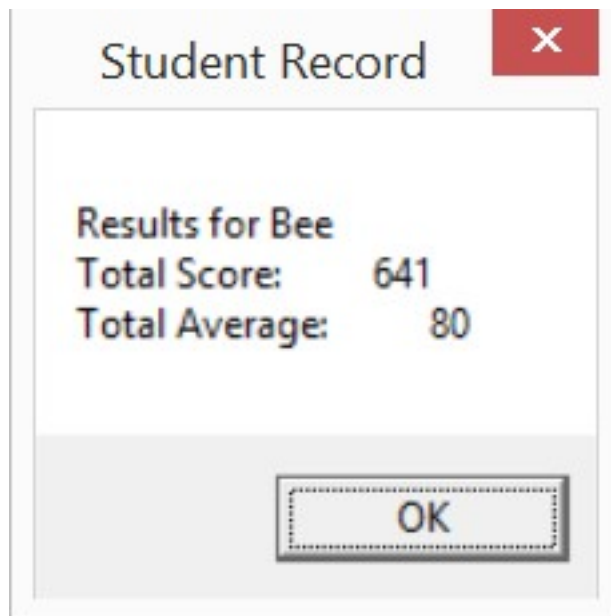 Student Record
Results for Bee
Total Score: 641
Total Average: 80
OK